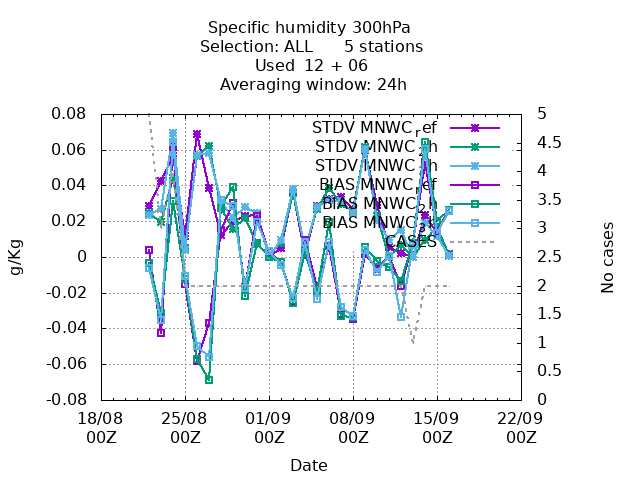 Specific humidity 300hPa
Selection: ALL 5 stations
Used 12 + 06
Averaging window: 24h
0.08
0.06
0.04
0.02
0
-0.02
-0.04
-0.06
-0.08
g/Kg
5
4.5
4
3.5
3
2.5
2
1.5
1
0.5
0
No cases
STDV MNWC_ref
STDV MNWC_2h
STDV MNWC_3h
BIAS MNWC_ref
BIAS MNWC_2h
BIAS MNWC_3h
CASES
18/08 25/08 01/09 08/09 15/09 22/09
00Z 00Z 00Z 00Z 00Z 00Z
Date